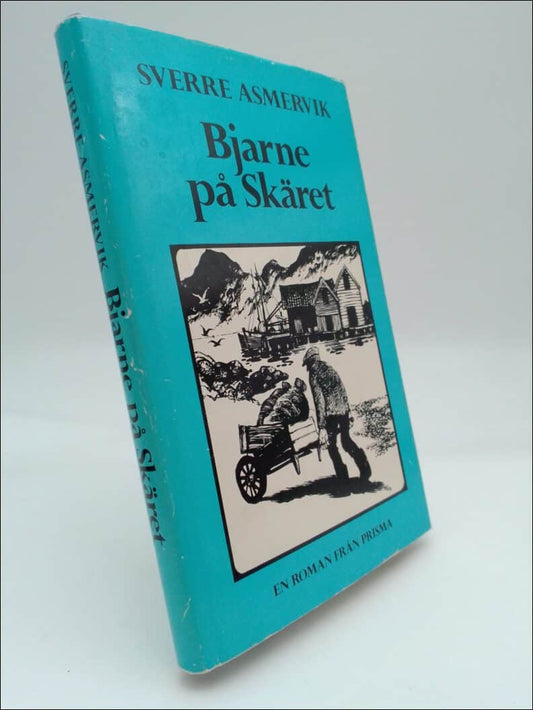 SVERRE ASMERVIK
Bjarne
på Skäret
EN ROMAN FRÅN PRISMA
SVERRE ASMERVIK Bjarne på Skäret